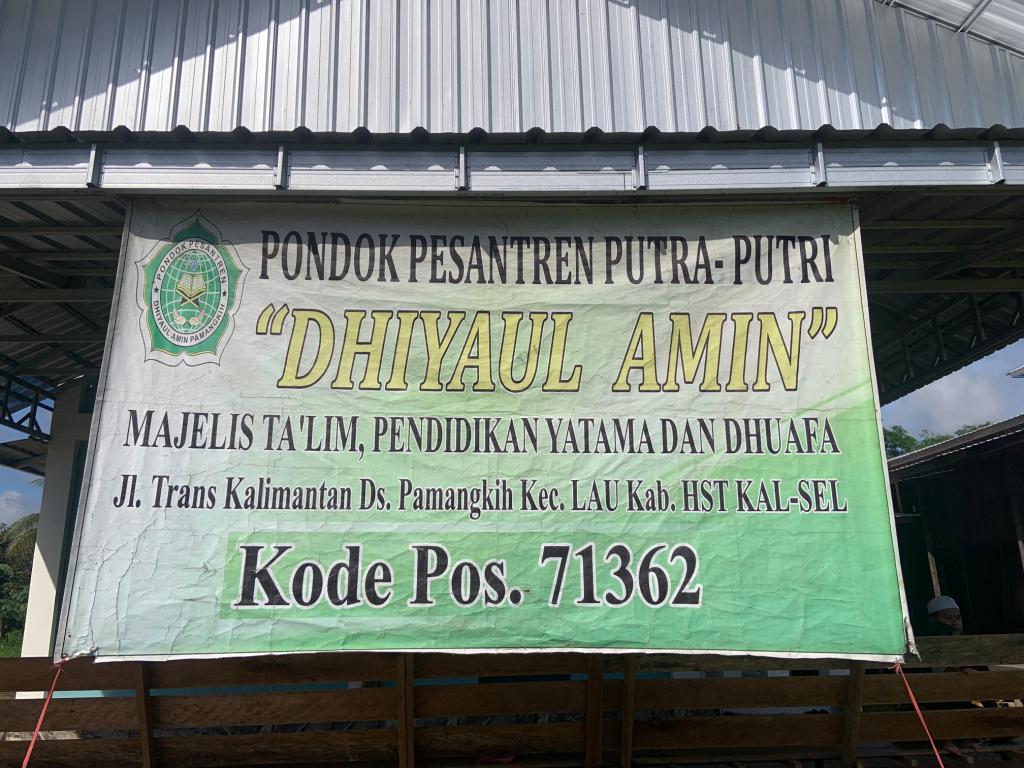 PONDOK PESANTREN
DHIYAUL AMIN PAMANGKIH
PONDOK PESANTREN PUTRA- PUTRI
“DHIYAUL AMIN”
MAJELIS TA'LIM, PENDIDIKAN YATAMA DAN DHUAFA
Jl. Trans Kalimantan Ds. Pamangkih Kec. LAU Kab. HST KAL-SEL
Kode Pos. 71362